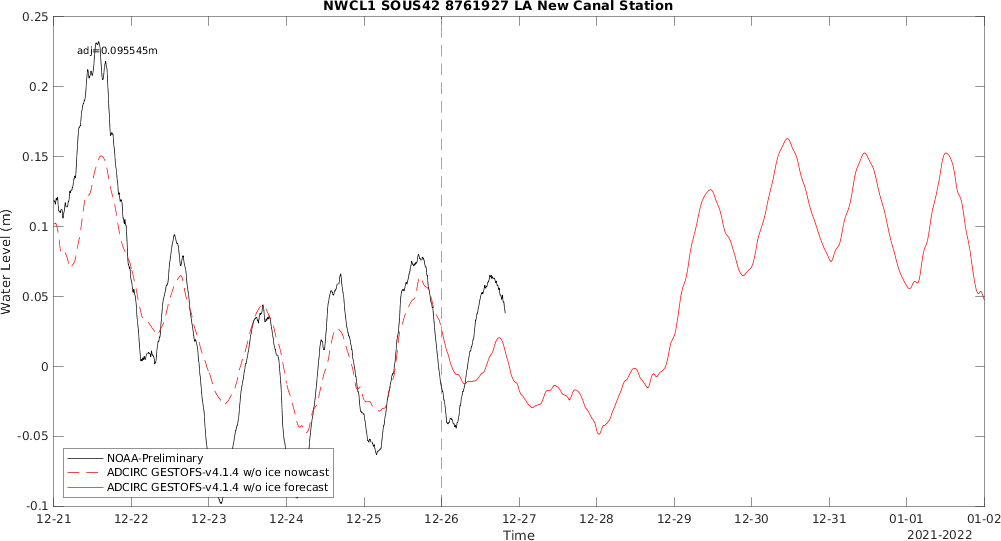 NWCL1 SOUS42 8761927 LA New Canal Station
adj=0.095545m
Water Level (m)
0.25
0.2
0.15
0.1
0.05
0
-0.05
-0.1
NOAA-Preliminary
ADCIRC GESTOFS-v4.1.4 w/o ice nowcast
ADCIRC GESTOFS-v4.1.4 w/o ice forecast
12-21 12-22 12-23 12-24 12-25 12-26 12-27 12-28 12-29 12-30 12-31 01-01 01-02
Time
2021-2022